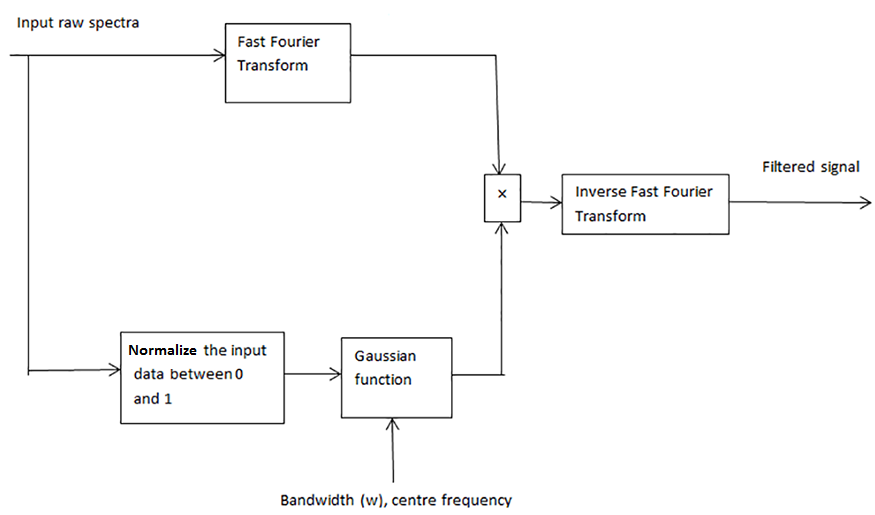 Input raw spectra
Fast Fourier
Transform
×
Inverse Fast Fourier
Transform
Filtered signal
Normalize the input
data between 0
and 1
Gaussian
function
Bandwidth (w), centre frequency